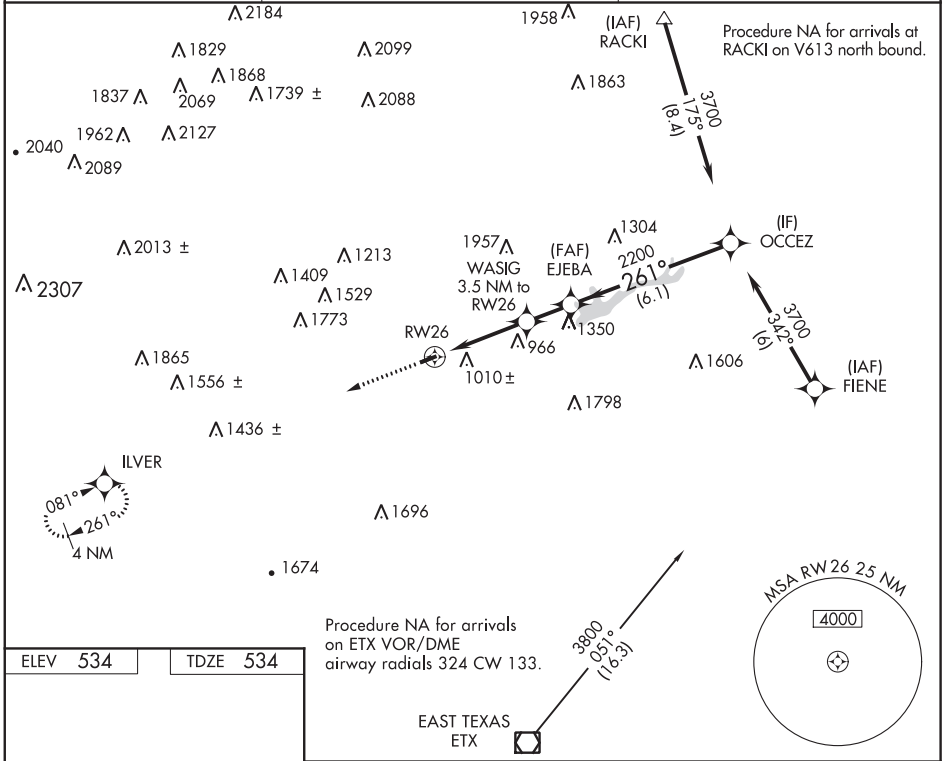 2184
1958
(IAF)
RACKI
Procedure NA for arrivals at
RACKI on V613 north bound.
1829
2099
1868
1863
2069
1739 ±
1837
2088
3700
175°
(8.4)
1962
2127
2040
2089
(IF)
OCCEZ
1304
2013 ±
1213
1957
(FAF)
EJEBA
2200
261°
(6.1)
WASIG
3.5 NM to
RW26
1409
2307
1529
1773
1350
3700
342°
(6)
RW26
966
1865
1010 ±
1606
(IAF)
FIENE
1556 ±
1798
1436 ±
ILVER
081°
261°
4 NM
1696
1674
MSA RW26 25 NM
4000
Procedure NA for arrivals
on ETX VOR/DME
airway radials 324 CW 133.
3800
051°
(16.3)
ELEV 534
TDZE 534
EAST TEXAS
ETX